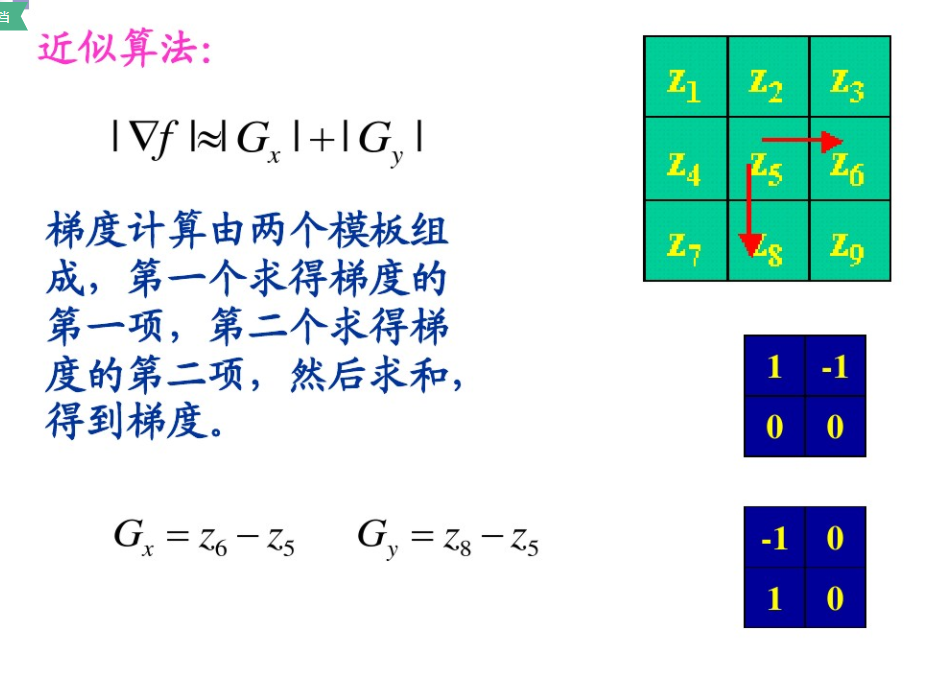 当
近似算法:
|∇f|≈|Gx|+|Gy|
梯度计算由两个模板组
成，第一个求得梯度的
第一项，第二个求得梯
度的第二项，然后求和，
得到梯度。
Gx = z6 − z5 Gy = z8 − z5
z1 z2 z3
z4 z5 z6
z7 z8 z9
1 -1
0 0
-1 0
1 0